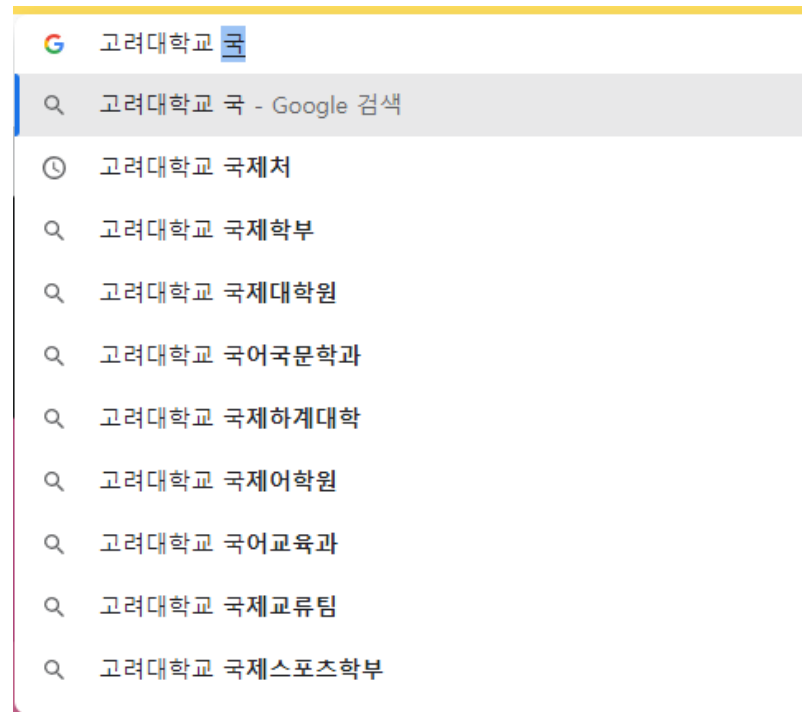 고려대학교 국
고려대학교 국 - Google 검색
고려대학교 국제처
고려대학교 국제학부
고려대학교 국제대학원
고려대학교 국어국문학과
고려대학교 국제하계대학
고려대학교 국제어학원
고려대학교 국어교육과
고려대학교 국제교류팀
고려대학교 국제스포츠학부